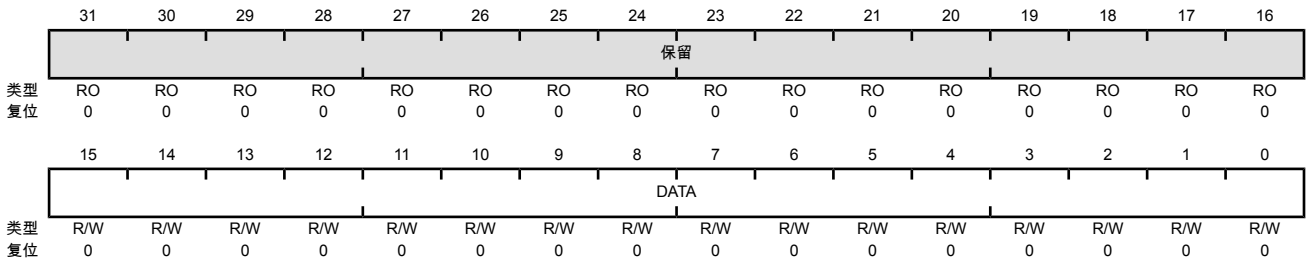 31 30 29 28 27 26 25 24 23 22 21 20 19 18 17 16
保留
类型 RO RO RO RO RO RO RO RO RO RO RO RO RO RO RO RO
复位 0 0 0 0 0 0 0 0 0 0 0 0 0 0 0 0
15 14 13 12 11 10 9 8 7 6 5 4 3 2 1 0
DATA
类型 R/W R/W R/W R/W R/W R/W R/W R/W R/W R/W R/W R/W R/W R/W R/W R/W
复位 0 0 0 0 0 0 0 0 0 0 0 0 0 0 0 0